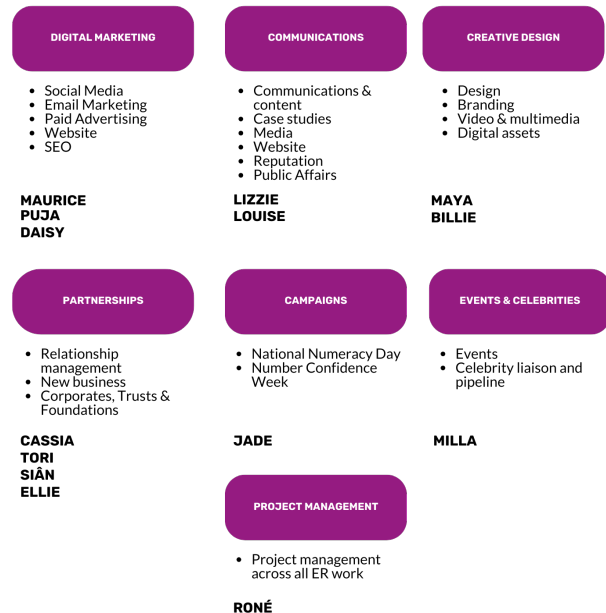 DIGITAL MARKETING
• Social Media
• Email Marketing
• Paid Advertising
• Website
• SEO
MAURICE
PUJA
DAISY
COMMUNICATIONS
• Communications &
content
• Case studies
• Media
• Website
• Reputation
• Public Affairs
LIZZIE
LOUISE
CREATIVE DESIGN
• Design
• Branding
• Video & multimedia
• Digital assets
MAYA
BILLIE
PARTNERSHIPS
• Relationship
management
• New business
• Corporates, Trusts &
Foundations
CASSIA
TORI
SIÂN
ELLIE
CAMPAIGNS
• National Numeracy Day
• Number Confidence
Week
JADE
EVENTS & CELEBRITIES
• Events
• Celebrity liaison and
pipeline
MILLA
PROJECT MANAGEMENT
• Project management
across all ER work
RONÉ